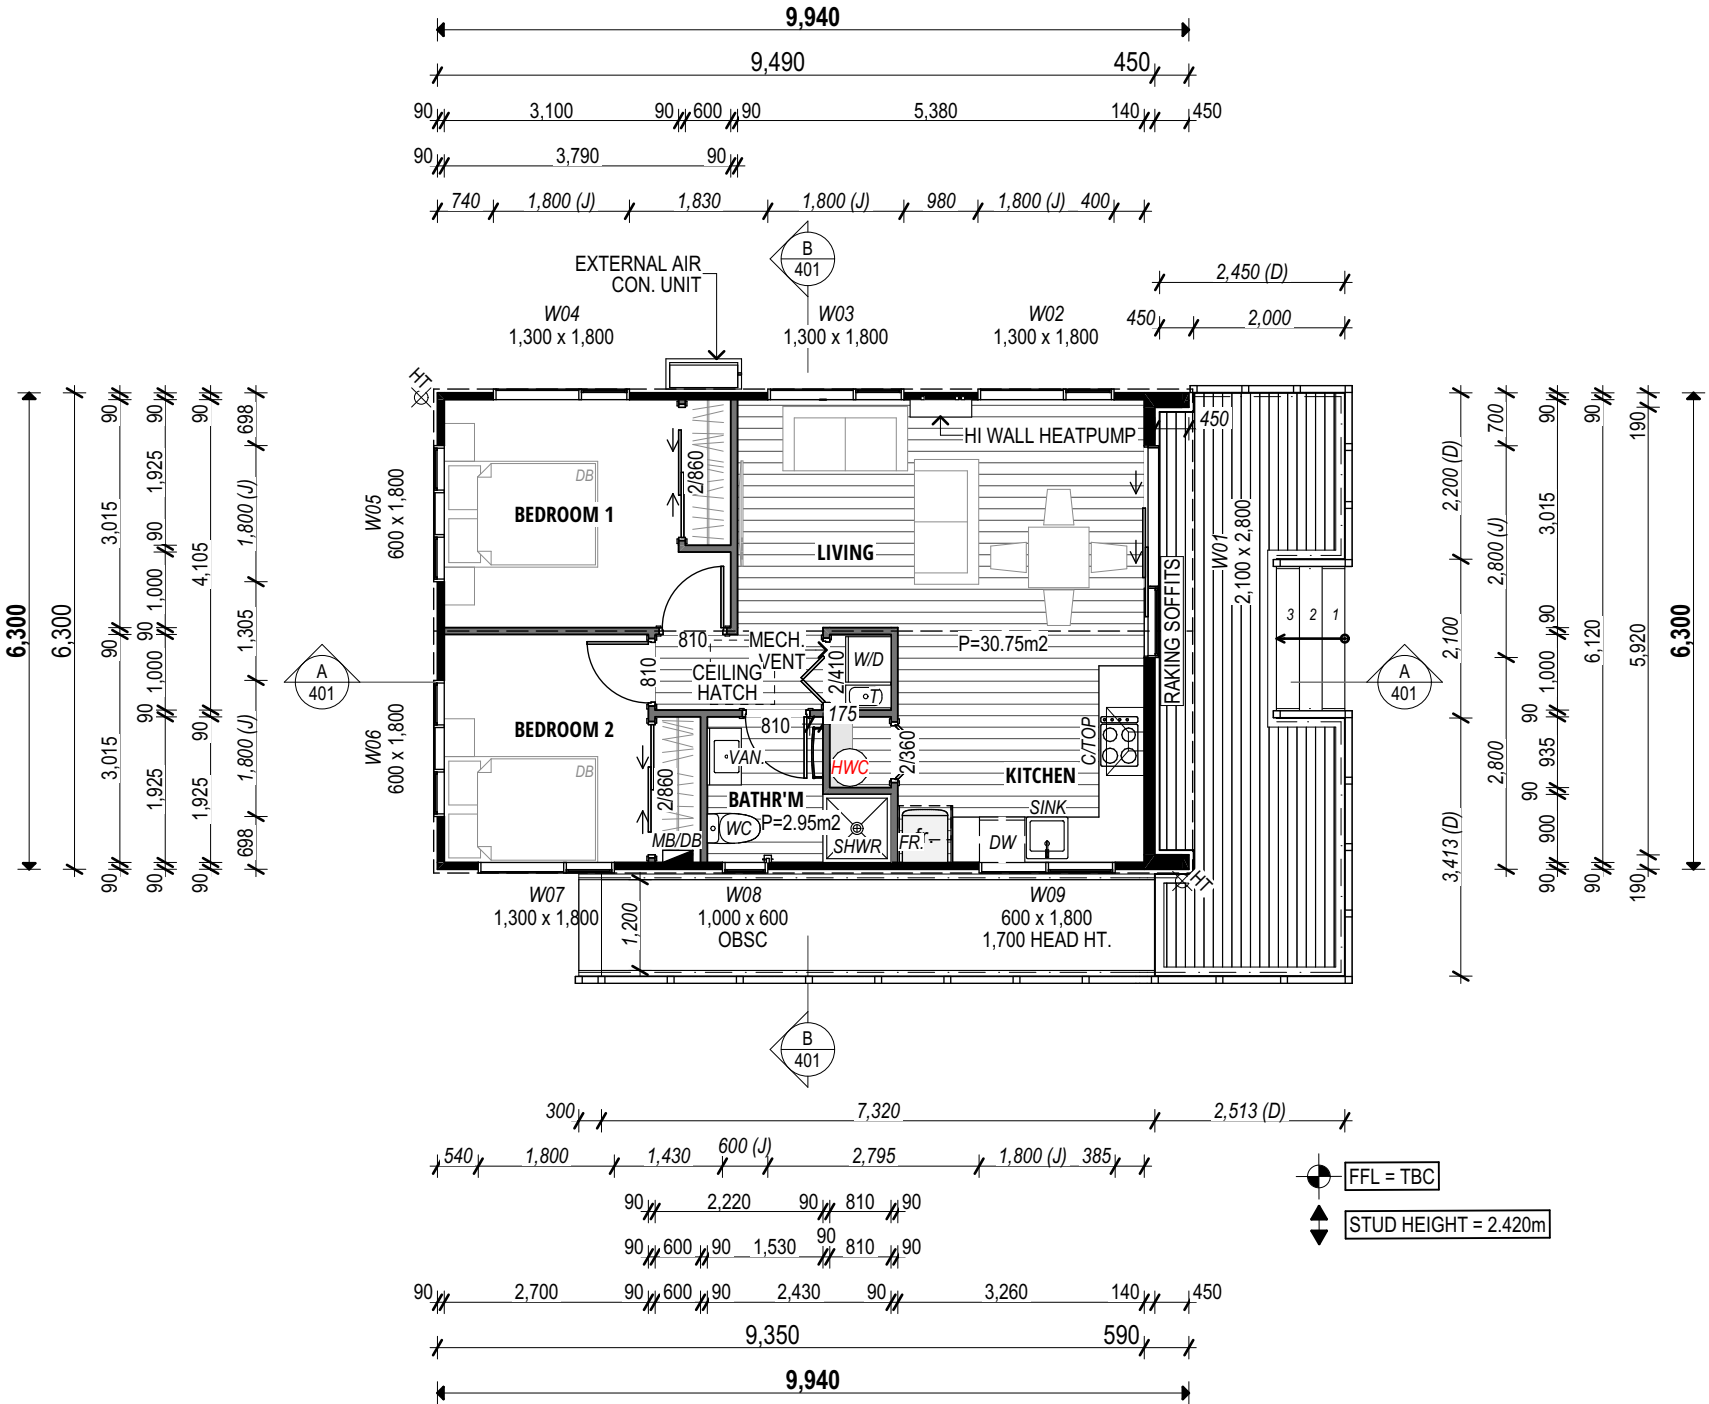 9,940
9,490 450
90 3,100 90 600 90 5,380 140 450
90 3,790 90
740 1,800 (J) 1,830 1,800 (J) 980 1,800 (J) 400
B
401
EXTERNAL AIR
CON. UNIT
2,450 (D)
450 2,000
W04
1,300 x 1,800
W03
1,300 x 1,800
W02
1,300 x 1,800
HT
6,300
6,300
90 3,015 90 3,015 90
90 1,925 90 1,000 90 1,000 90 1,925 90
90 4,105 90 1,925 90
698 1,800 (J) 1,305 1,800 (J) 698
W05
600 x 1,800
W06
600 x 1,800
A
401
DB
BEDROOM 1
2/860
HI WALL HEATPUMP
LIVING
450
W01
2,100 x 2,800
RAKING SOFFITS
3 2 1
810
810
MECH.
VENT
CEILING
HATCH
2/410
W/D
T)
P=30.75m2
175
BEDROOM 2
DB
2/860
MB/DB
810
VAN.
HWC
2/360
BATHR'M
P=2.95m2
WC
SHWR
C/TOP
KITCHEN
SINK
FR.
fr.
DW
HT
A
401
2,200 (D) 2,100 3,413 (D)
700 2,800 (J) 2,800
90 3,015 90 1,000 90 935 90 900 90
90 6,120 90
190 5,920 190
6,300
W07
1,300 x 1,800
1,200
W08
1,000 x 600
OBSC
W09
600 x 1,800
1,700 HEAD HT.
B
401
300 7,320 2,513 (D)
540 1,800 1,430 600 (J) 2,795 1,800 (J) 385
90 2,220 90 810 90
90 600 90 1,530 90 810 90
90 2,700 90 600 90 2,430 90 3,260 140 450
9,350 590
9,940
FFL = TBC
STUD HEIGHT = 2.420m